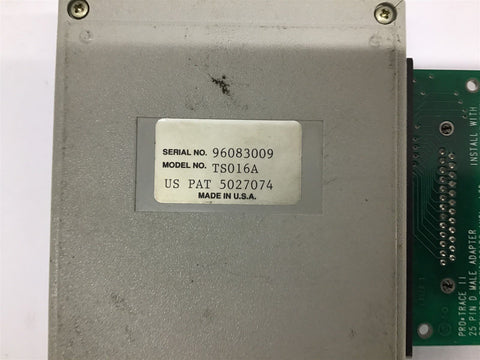 SERIAL NO. 96083009
MODEL NO. TS016A
US PAT 5027074
MADE IN U.S.A.
PRO-TRACE II
25 PIN D MALE ADAPTER
INSTALL WITH